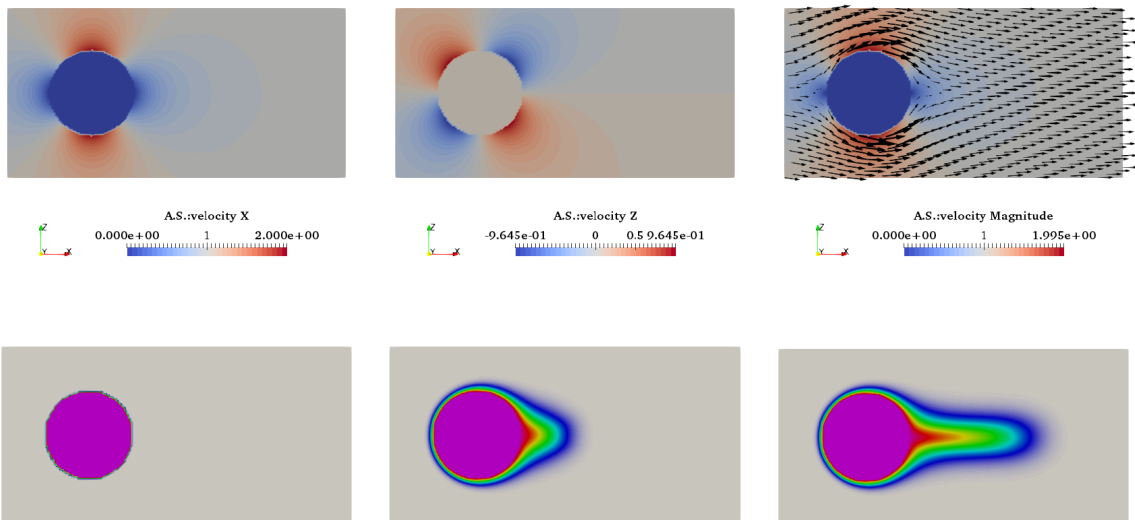 A.S.:velocity X
0.000e+00 1 2.000e+00
Z
Y X
A.S.:velocity Z
-9.645e-01 0 0.5 9.645e-01
Z
Y X
A.S.:velocity Magnitude
0.000e+00 1 1.995e+00
Z
Y X